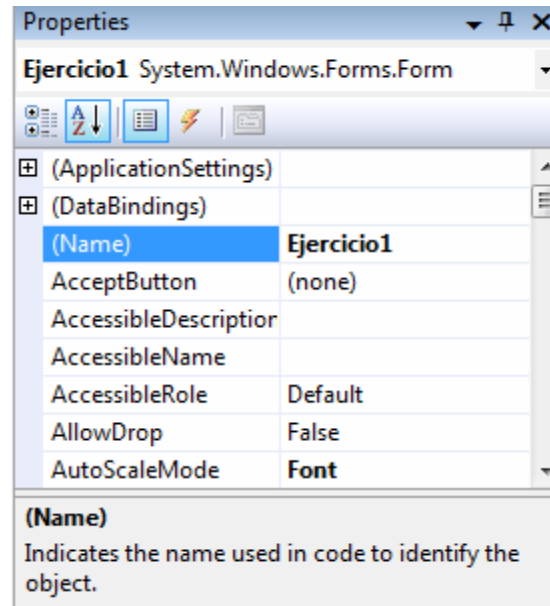 Properties
Ejercicio1 System.Windows.Forms.Form
(ApplicationSettings)
(DataBindings)
(Name) Ejercicio1
AcceptButton (none)
AccessibleDescription
AccessibleName
AccessibleRole Default
AllowDrop False
AutoScaleMode Font
(Name)
Indicates the name used in code to identify the
object.